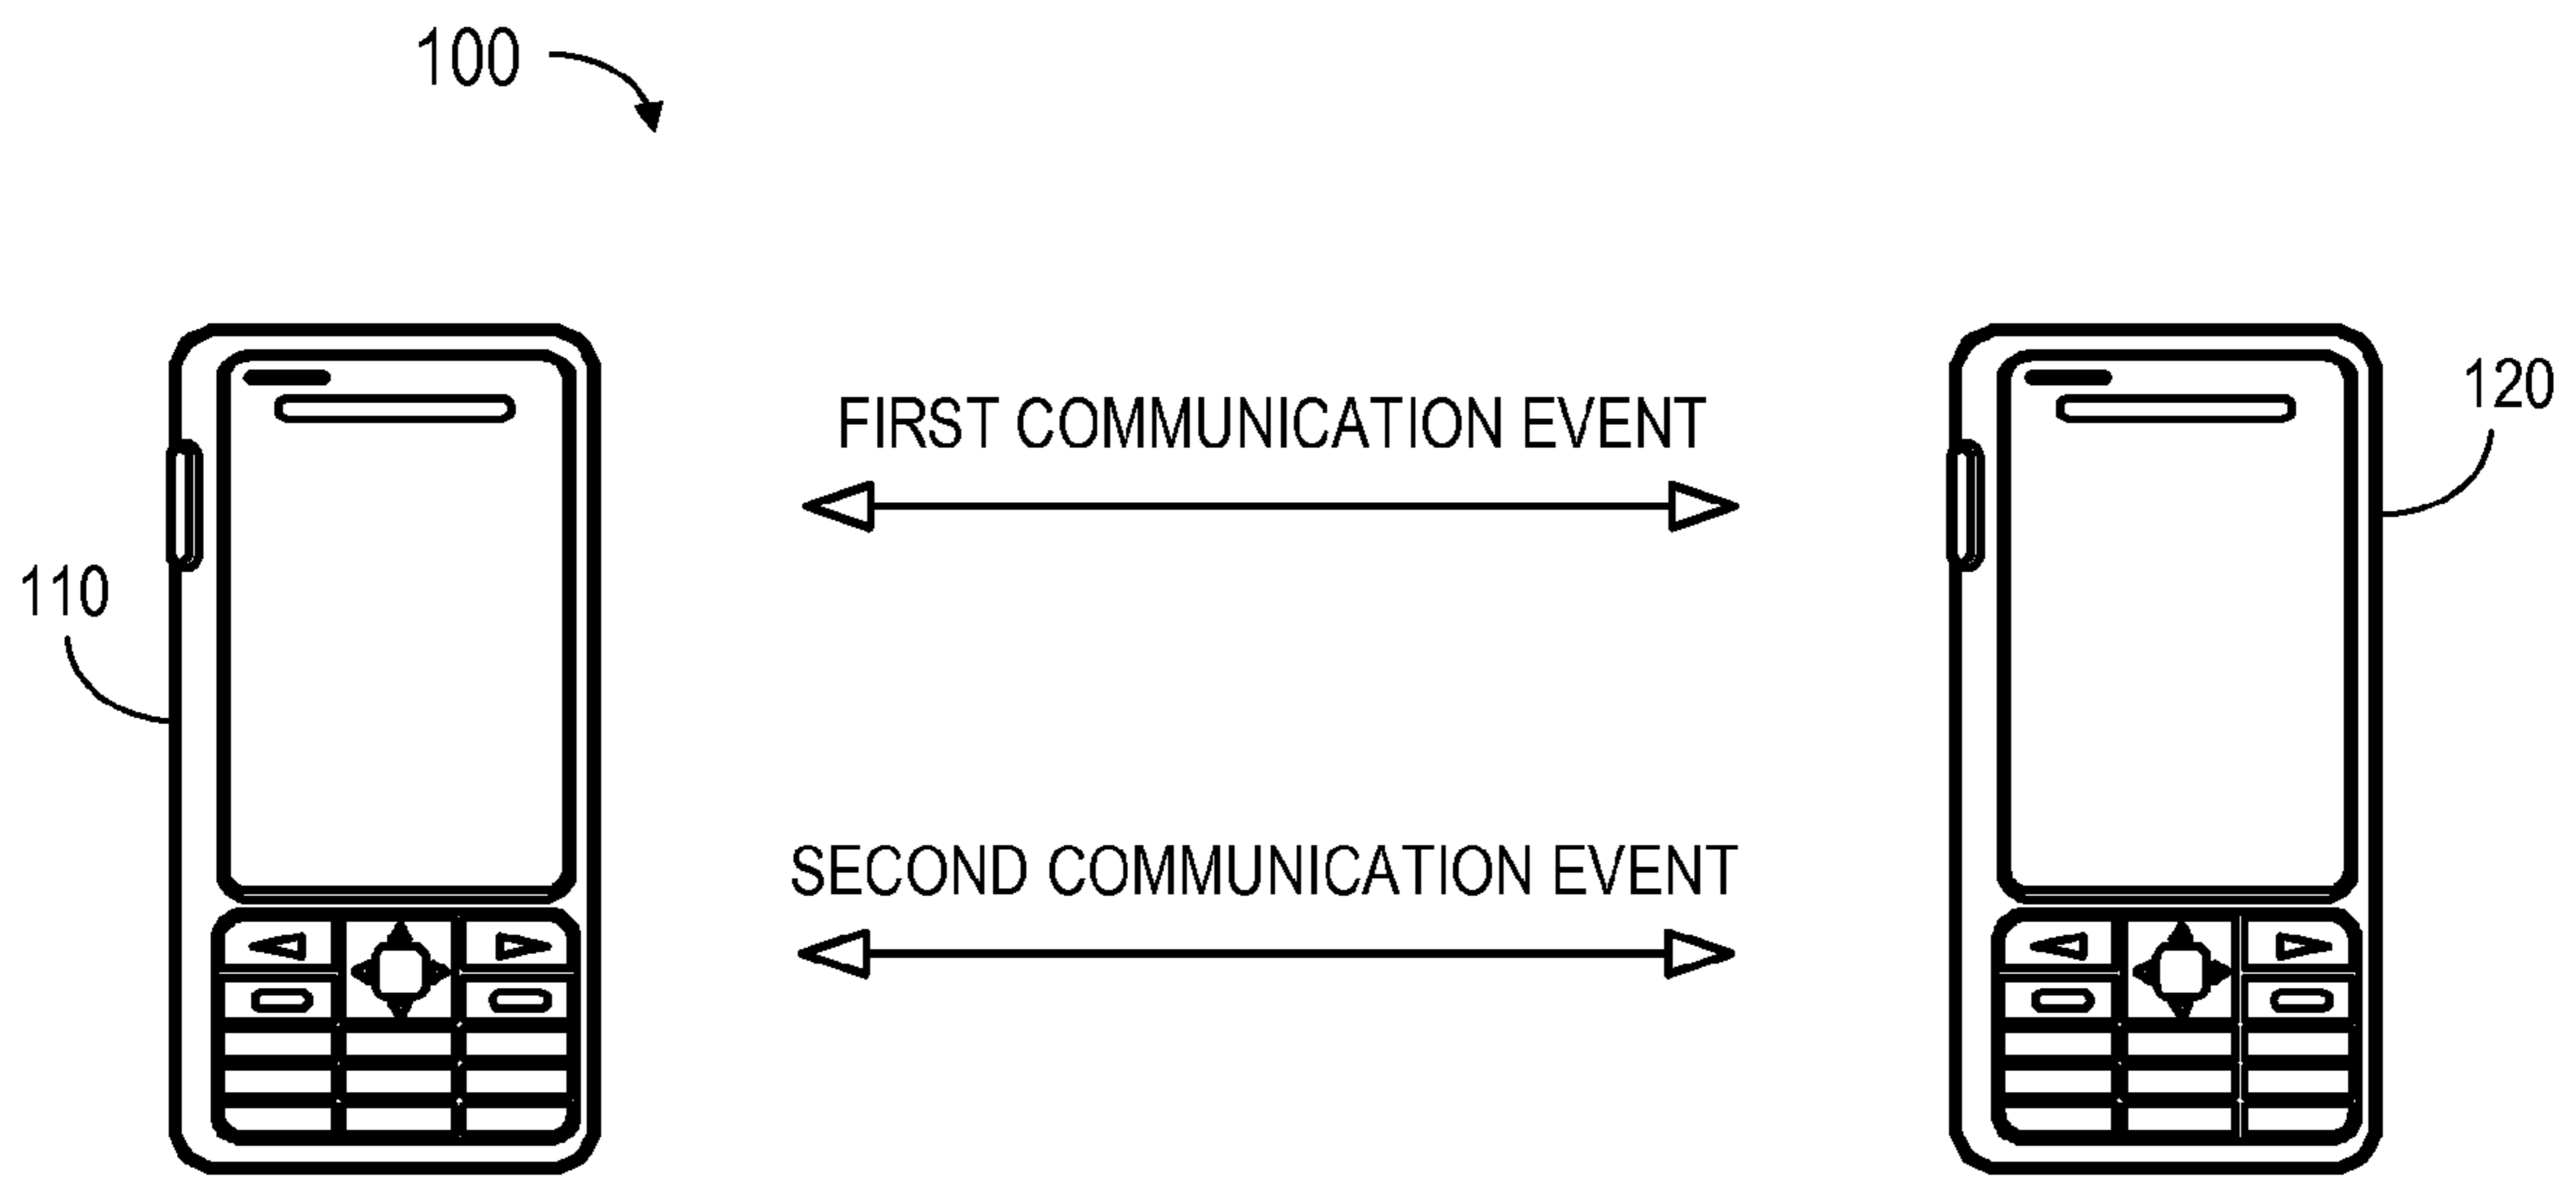 100
FIRST COMMUNICATION EVENT
120
110
SECOND COMMUNICATION EVENT